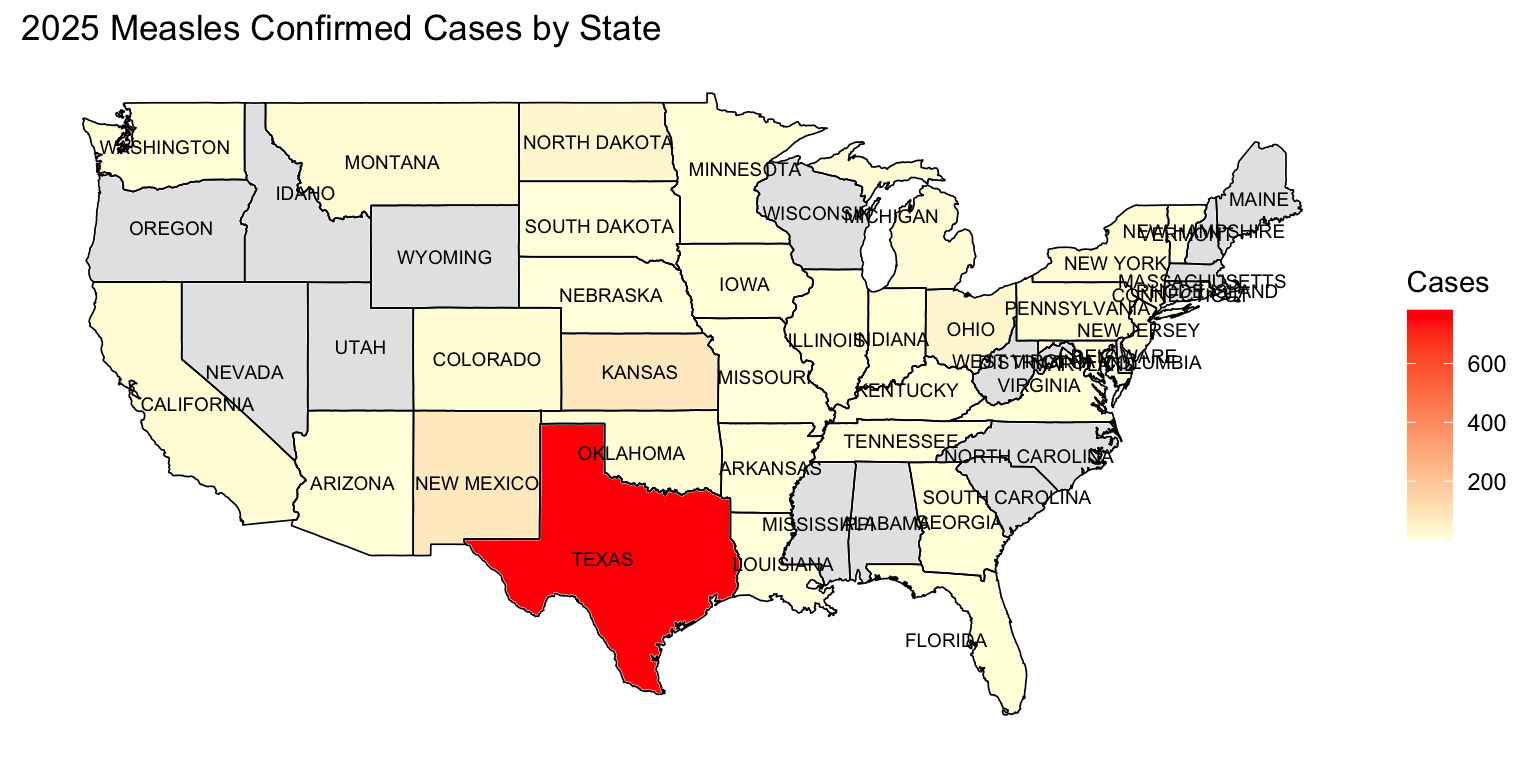 2025 Measles Confirmed Cases by State
WASHINGTON
MONTANA
NORTH DAKOTA
MINNESOTA
IDAHO
OREGON
SOUTH DAKOTA
WISCONSIN
MICHIGAN
MAINE
NEW HAMPSHIRE
VERMONT
WYOMING
NEW YORK
MASSACHUSETTS
RHODE ISLAND
CONNECTICUT
NEBRASKA
IOWA
PENNSYLVANIA
Cases
UTAH
COLORADO
ILLINOIS
INDIANA
OHIO
NEW JERSEY
NEVADA
KANSAS
WEST VIRGINIA
DELAWARE
MARYLAND
COLUMBIA
600
MISSOURI
KENTUCKY
VIRGINIA
CALIFORNIA
400
OKLAHOMA
TENNESSEE
NORTH CAROLINA
ARIZONA
NEW MEXICO
ARKANSAS
SOUTH CAROLINA
200
MISSISSIPPI
ALABAMA
GEORGIA
TEXAS
LOUISIANA
FLORIDA